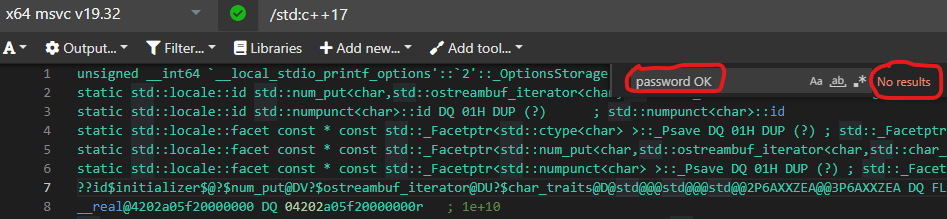 x64 msvc v19.32 /std:c++17
A Output... Filter... Libraries Add new... Add tool...
password OK Aa ab, .* No results
1 unsigned __int64 `__local_stdio_printf_options'::`2'::_OptionsStorage
2 static std::locale::id std::num_put<char,std::ostreambuf_iterator<char,
3 static std::locale::id std::numpunct<char>::id DQ 01H DUP (?) ; std::numpunct<char>::id
4 static std::locale::facet const * const std::_Facetptr<std::ctype<char> >::_Psave DQ 01H DUP (?) ; std::_Facetptr
5 static std::locale::facet const * const std::_Facetptr<std::num_put<char,std::ostreambuf_iterator<char,std::char_
6 static std::locale::facet const * const std::_Facetptr<std::numpunct<char> >::_Psave DQ 01H DUP (?) ; std::_Facet
7 ??id$initializer$@?$num_put@DV?$ostreambuf_iterator@DU?$char_traits@D@std@@@std@@@std@@2P6AXXZEA@@3P6AXXZEA DQ FL
8 __real@4202a05f20000000 DQ 04202a05f20000000r ; 1e+10